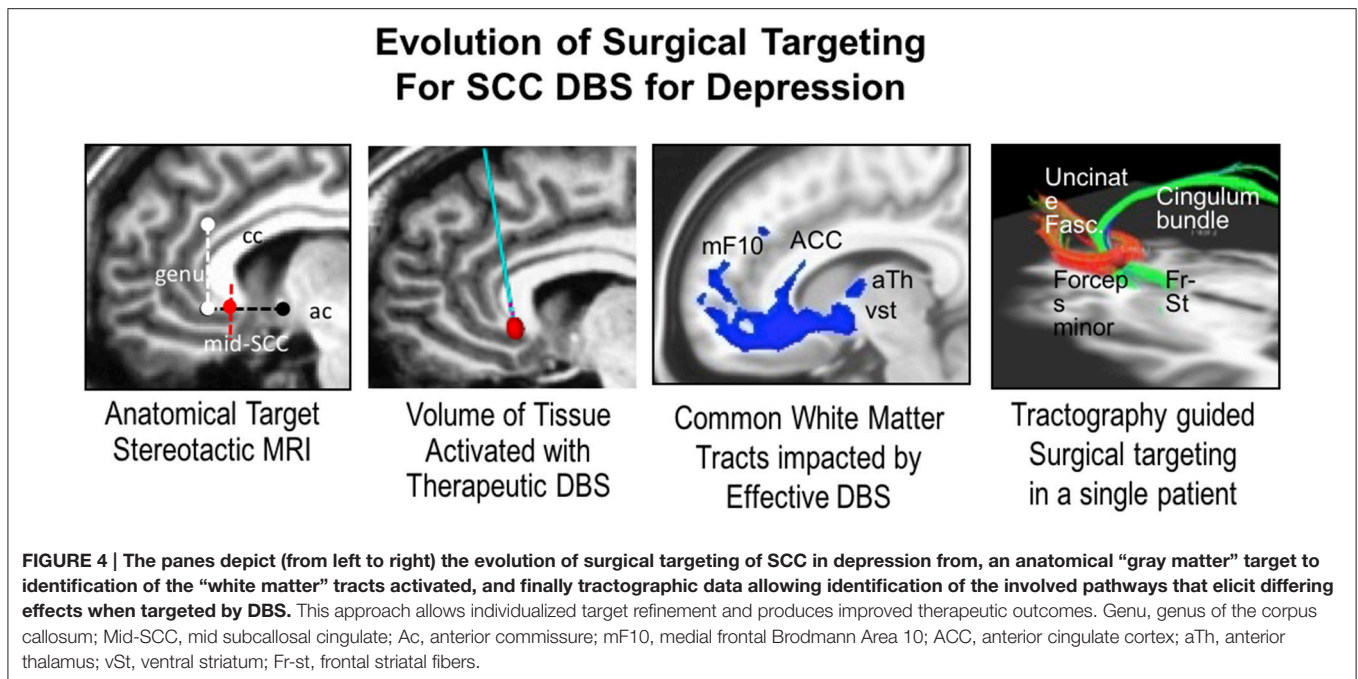 Evolution of Surgical Targeting
For SCC DBS for Depression
cc
genu
ac
mid-SCC
mF10
ACC
aTh
vst
Uncinat
e
Fasc.
Cingulum
bundle
Forcep
s
minor
Fr-
St
Anatomical Target
Stereotactic MRI
Volume of Tissue
Activated with
Therapeutic DBS
Common White Matter
Tracts impacted by
Effective DBS
Tractography guided
Surgical targeting
in a single patient
FIGURE 4 | The panes depict (from left to right) the evolution of surgical targeting of SCC in depression from, an anatomical “gray matter” target to
identification of the “white matter” tracts activated, and finally tractographic data allowing identification of the involved pathways that elicit differing
effects when targeted by DBS. This approach allows individualized target refinement and produces improved therapeutic outcomes. Genu, genus of the corpus
callosum; Mid-SCC, mid subcallosal cingulate; Ac, anterior commissure; mF10, medial frontal Brodmann Area 10; ACC, anterior cingulate cortex; aTh, anterior
thalamus; vSt, ventral striatum; Fr-st, frontal striatal fibers.